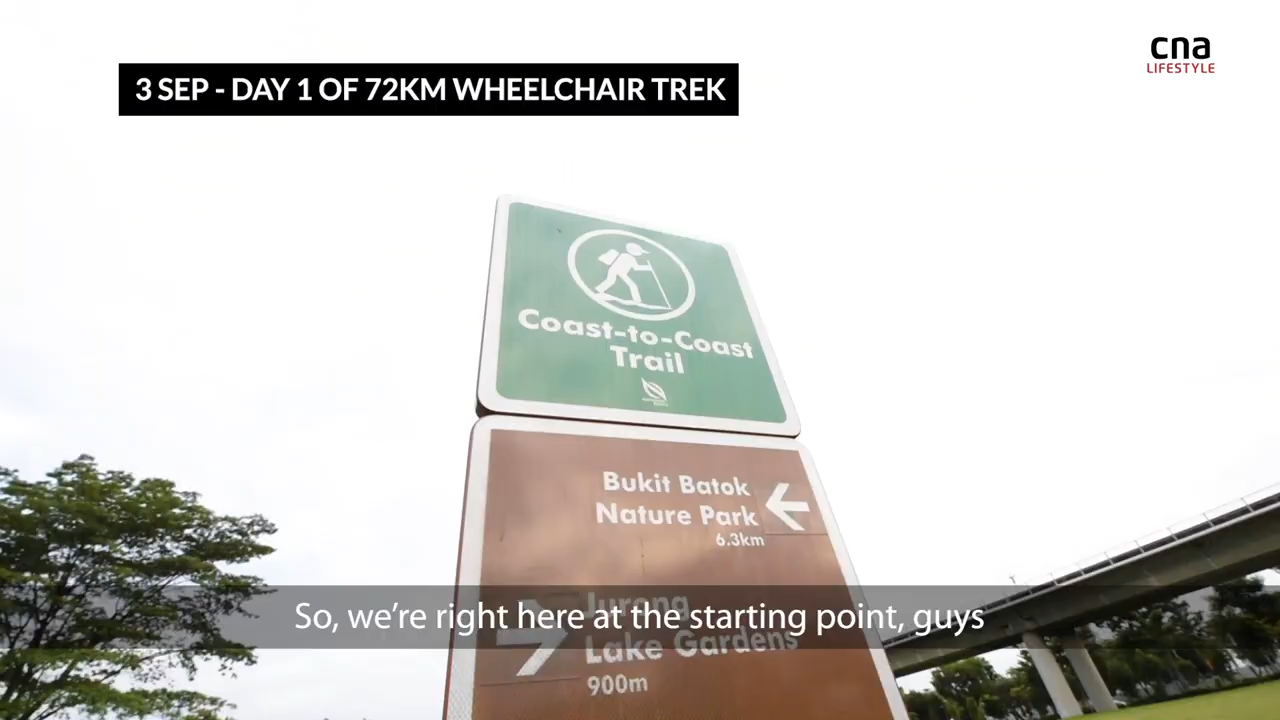 cna
LIFESTYLE
3 SEP - DAY 1 OF 72KM WHEELCHAIR TREK
Coast-to-Coast
Trail
Bukit Batok
Nature Park
6.3km
Jurong
Lake Gardens
900m
So, we're right here at the starting point, guys